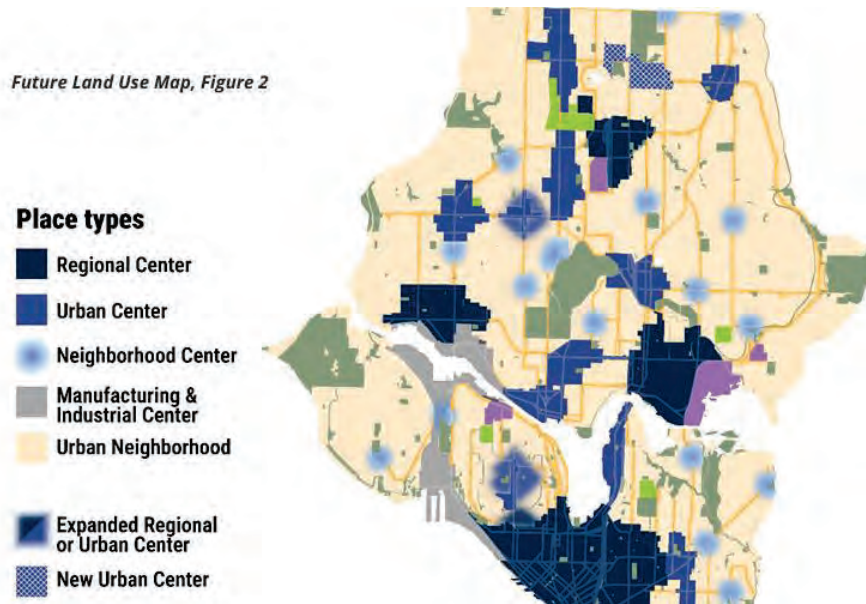 Future Land Use Map, Figure 2
Place types
Regional Center
Urban Center
Neighborhood Center
Manufacturing &
Industrial Center
Urban Neighborhood
Expanded Regional
or Urban Center
New Urban Center